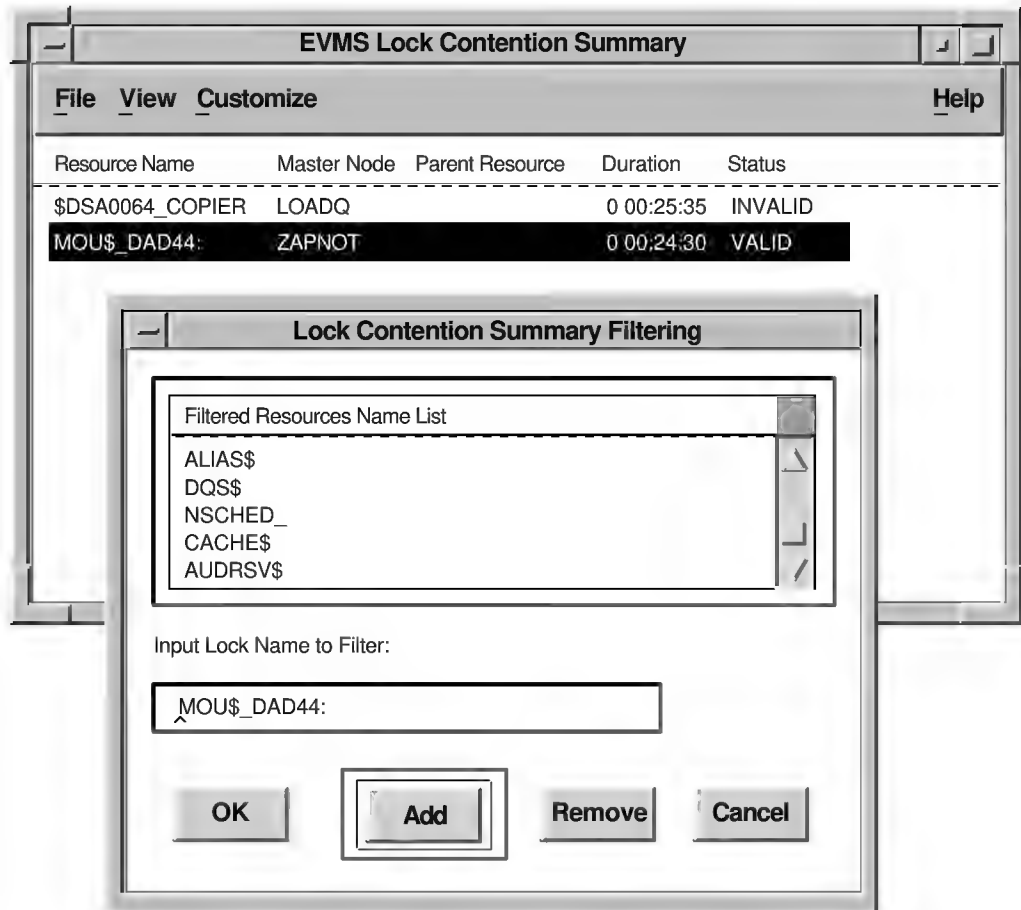 EVMS Lock Contention Summary
File View Customize Help
Resource Name Master Node Parent Resource Duration Status
$DSA0064_COPIER LOADQ 0 00:25:35 INVALID
MOU$_DAD44: ZAPNOT 0 00:24:30 VALID
Lock Contention Summary Filtering
Filtered Resources Name List
ALIAS$
DQS$
NSCHED_
CACHE$
AUDRSV$
Input Lock Name to Filter:
MOU$_DAD44:
OK Add Remove Cancel